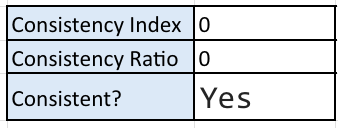 Consistency Index 0
Consistency Ratio 0
Consistent? Yes